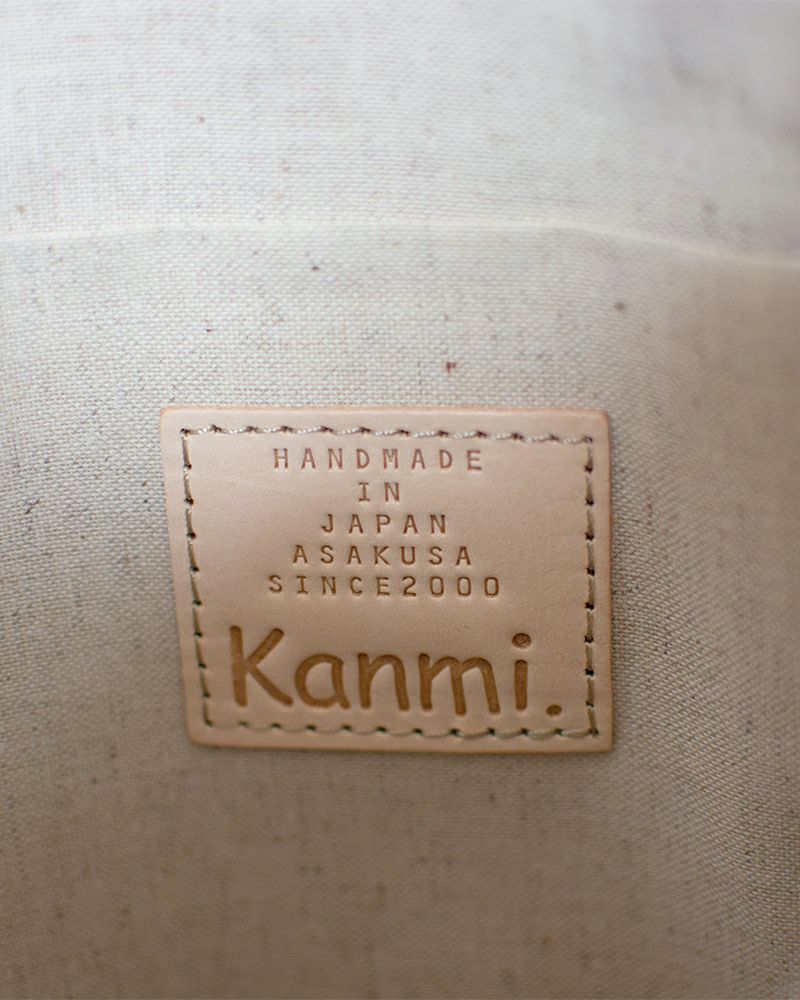 HANDMADE
IN
JAPAN
ASAKUSA
SINCE2000
Kanmi.